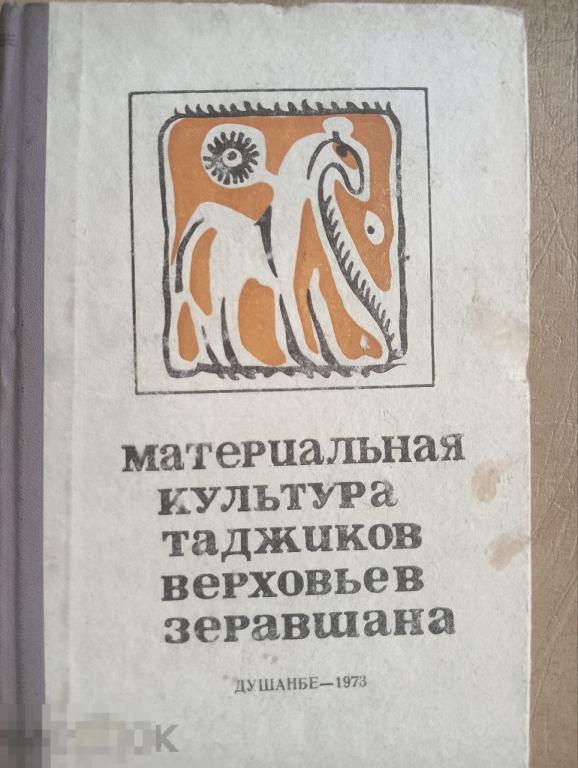 материальная
культура
таджиков
верховьев
зеравшана
ДУШАНБЕ—1973